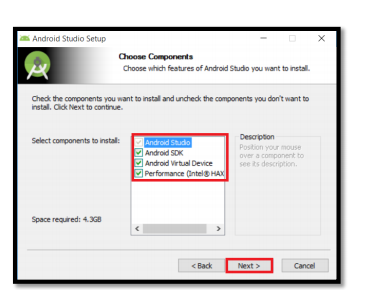 Android Studio Setup
Choose Components
Choose which features of Android Studio you want to install.
Check the components you want to install and uncheck the components you don't want to
install. Click Next to continue.
Select components to install:
Android Studio
Android SDK
Android Virtual Device
Performance (Intel® HAX
Description
Position your mouse
over a component to
see its description.
Space required: 4.3GB
< Back
Next >
Cancel